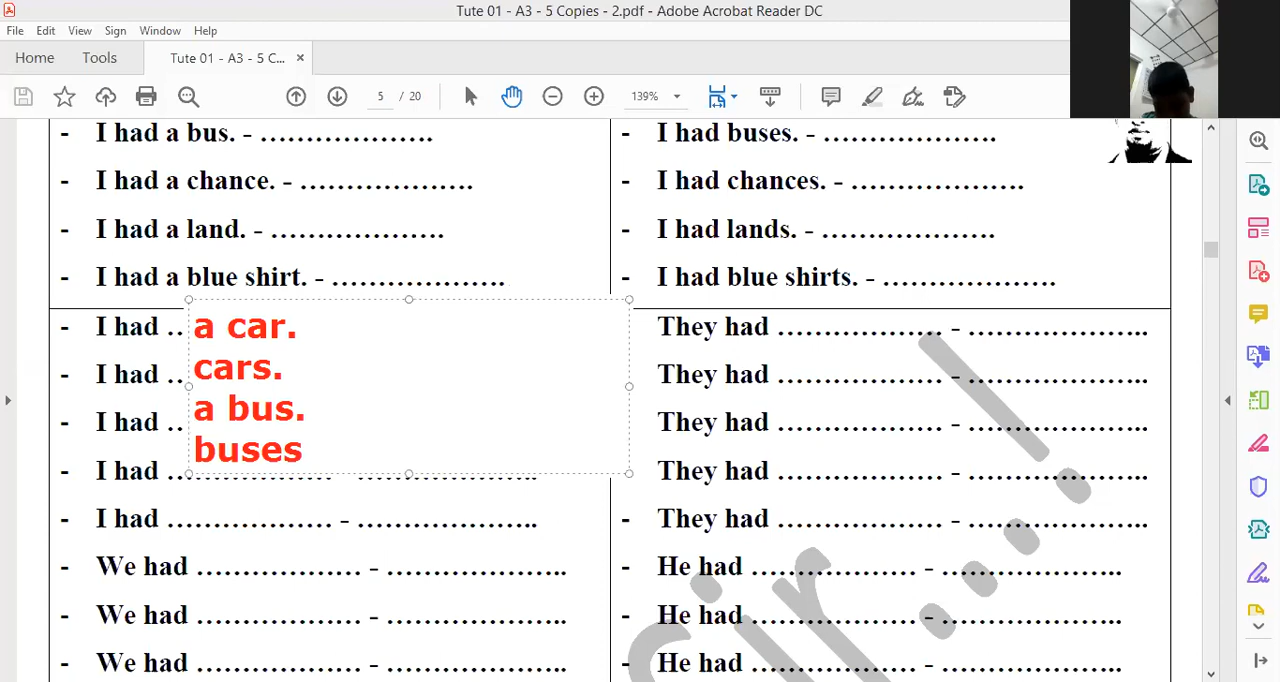 Tute 01 - A3 - 5 Copies - 2.pdf - Adobe Acrobat Reader DC
File Edit View Sign Window Help
Home Tools Tute 01 - A3 - 5 C... ×
5 / 20 139%
- I had a bus. - ……………….
- I had a chance. - ……………….
- I had a land. - ……………….
- I had a blue shirt. - ……………….
- I had buses. - ……………….
- I had chances. - ……………….
- I had lands. - ……………….
- I had blue shirts. - ……………….
- I had ..
- I had ..
- I had ..
- I had ……………… - ………………..
- I had ……………… - ………………..
- We had ……………… - ………………..
- We had ……………… - ………………..
- We had ……………… - ………………..
a car.
cars.
a bus.
buses
They had ……………… - ………………..
They had ……………… - ………………..
They had ……………… - ………………..
They had ……………… - ………………..
- They had ……………… - ………………..
- He had ……………… - ………………..
- He had ……………… - ………………..
- He had ……………… - ………………..
sir...!